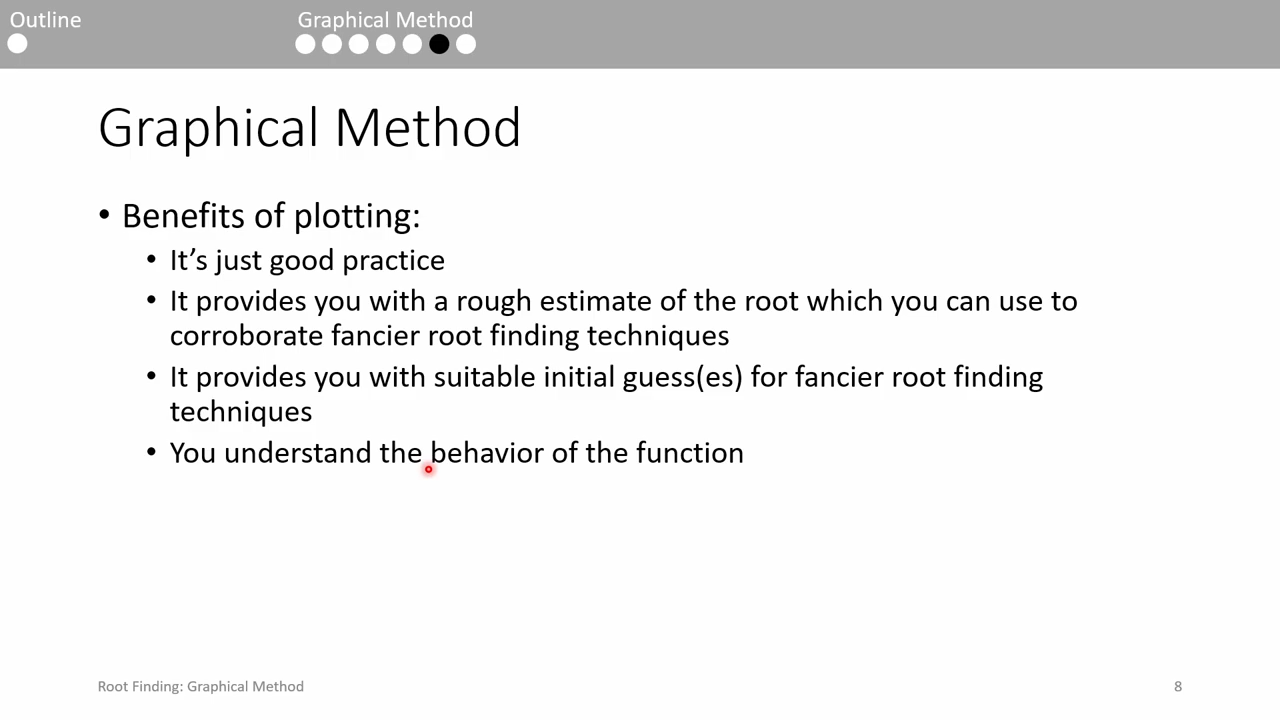 Outline
Graphical Method
Graphical Method
• Benefits of plotting:
• It’s just good practice
• It provides you with a rough estimate of the root which you can use to
corroborate fancier root finding techniques
• It provides you with suitable initial guess(es) for fancier root finding
techniques
• You understand the behavior of the function
Root Finding: Graphical Method
8